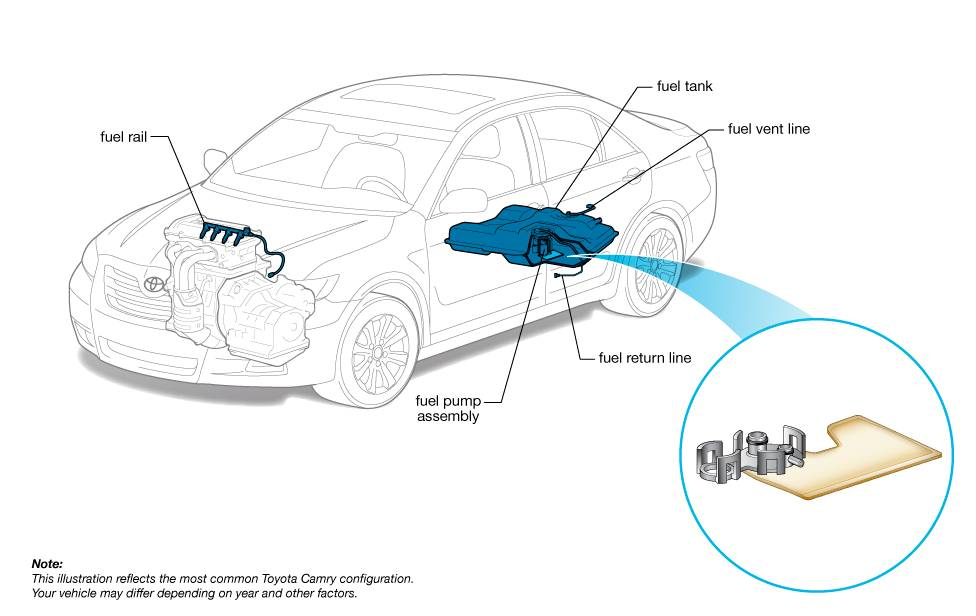 fuel tank
fuel vent line
fuel rail
fuel return line
fuel pump
assembly
Note:
This illustration reflects the most common Toyota Camry configuration.
Your vehicle may differ depending on year and other factors.